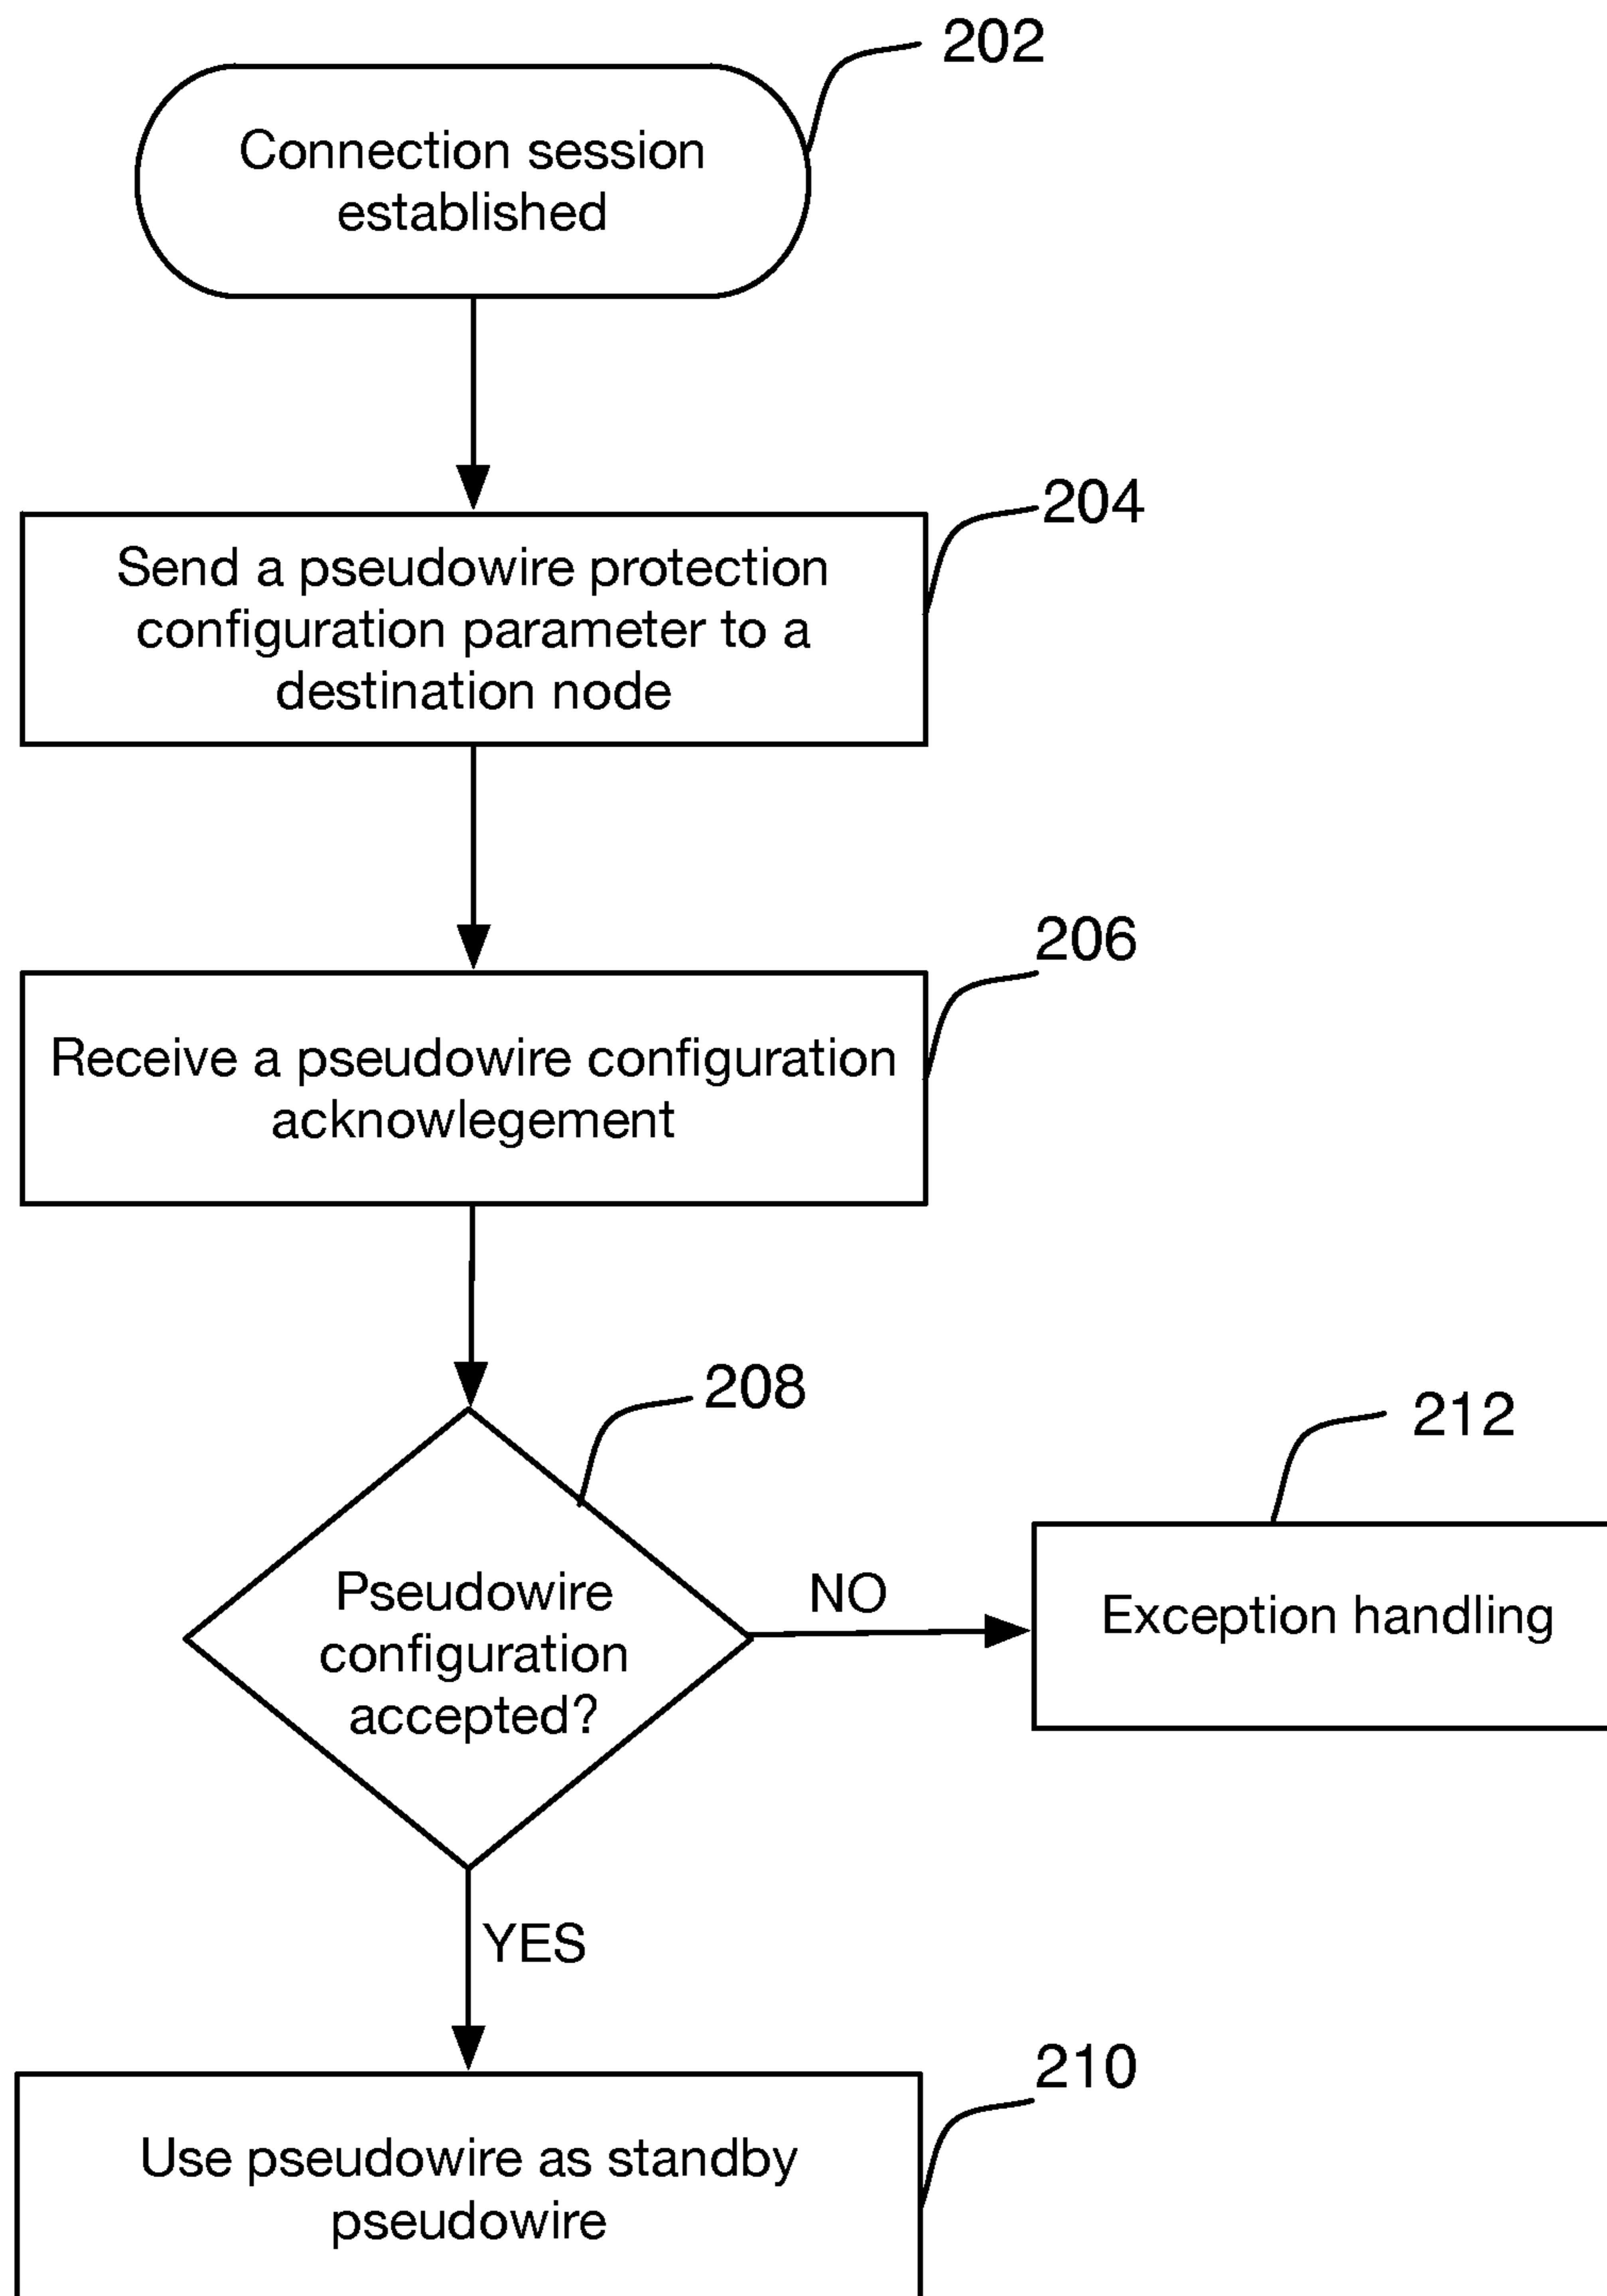 202
Connection session
established
204
Send a pseudowire protection
configuration parameter to a
destination node
206
Receive a pseudowire configuration
acknowlegement
208
Pseudowire
configuration
accepted?
NO
212
Exception handling
YES
210
Use pseudowire as standby
pseudowire